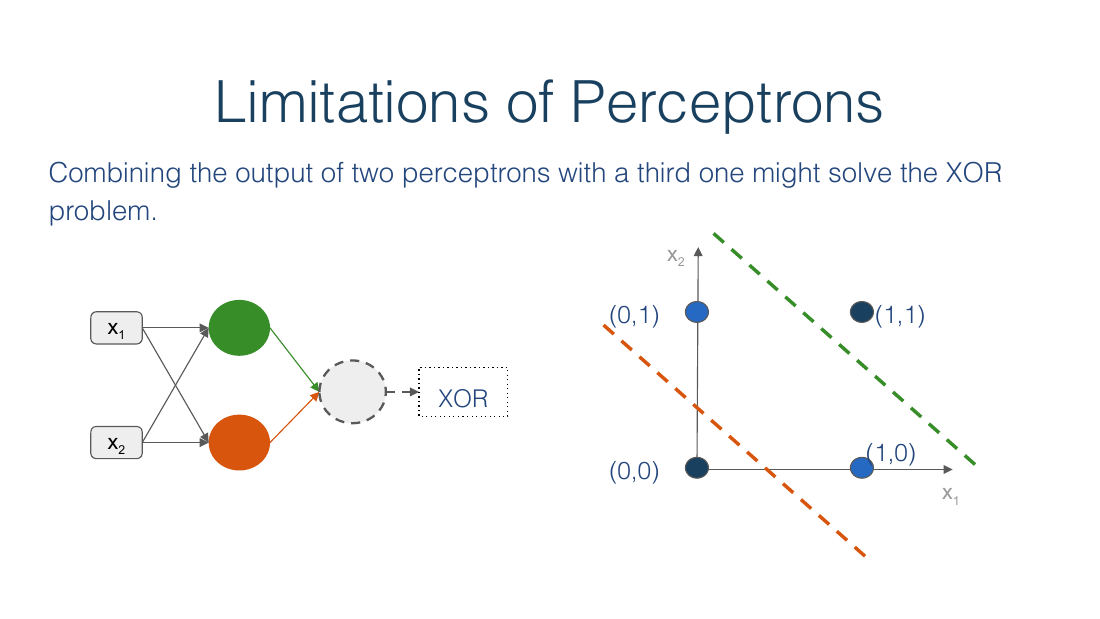 Limitations of Perceptrons
Combining the output of two perceptrons with a third one might solve the XOR
problem.
x₁
x₂
XOR
x₂
(0,1)
(1,1)
(0,0)
(1,0)
x₁